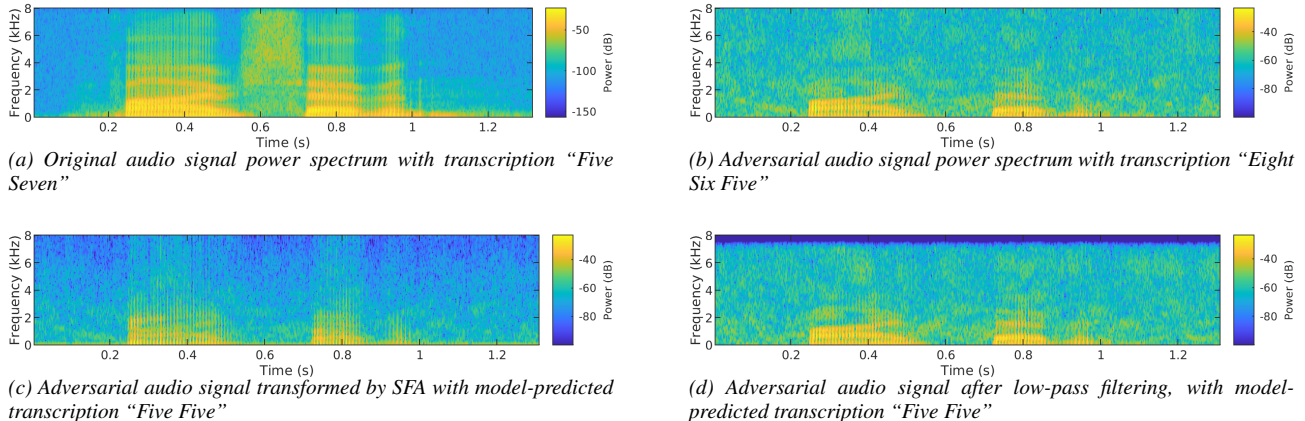 8
6
4
2
0
Frequency (kHz)
0.2 0.4 0.6 0.8 1 1.2
Time (s)
-50
-100
-150
Power (dB)
(a) Original audio signal power spectrum with transcription “Five
Seven”
8
6
4
2
0
Frequency (kHz)
0.2 0.4 0.6 0.8 1 1.2
Time (s)
-40
-60
-80
Power (dB)
(b) Adversarial audio signal power spectrum with transcription “Eight
Six Five”
8
6
4
2
0
Frequency (kHz)
0.2 0.4 0.6 0.8 1 1.2
Time (s)
-40
-60
-80
Power (dB)
(c) Adversarial audio signal transformed by SFA with model-predicted
transcription “Five Five”
8
6
4
2
0
Frequency (kHz)
0.2 0.4 0.6 0.8 1 1.2
Time (s)
-40
-60
-80
Power (dB)
(d) Adversarial audio signal after low-pass filtering, with model-
predicted transcription “Five Five”